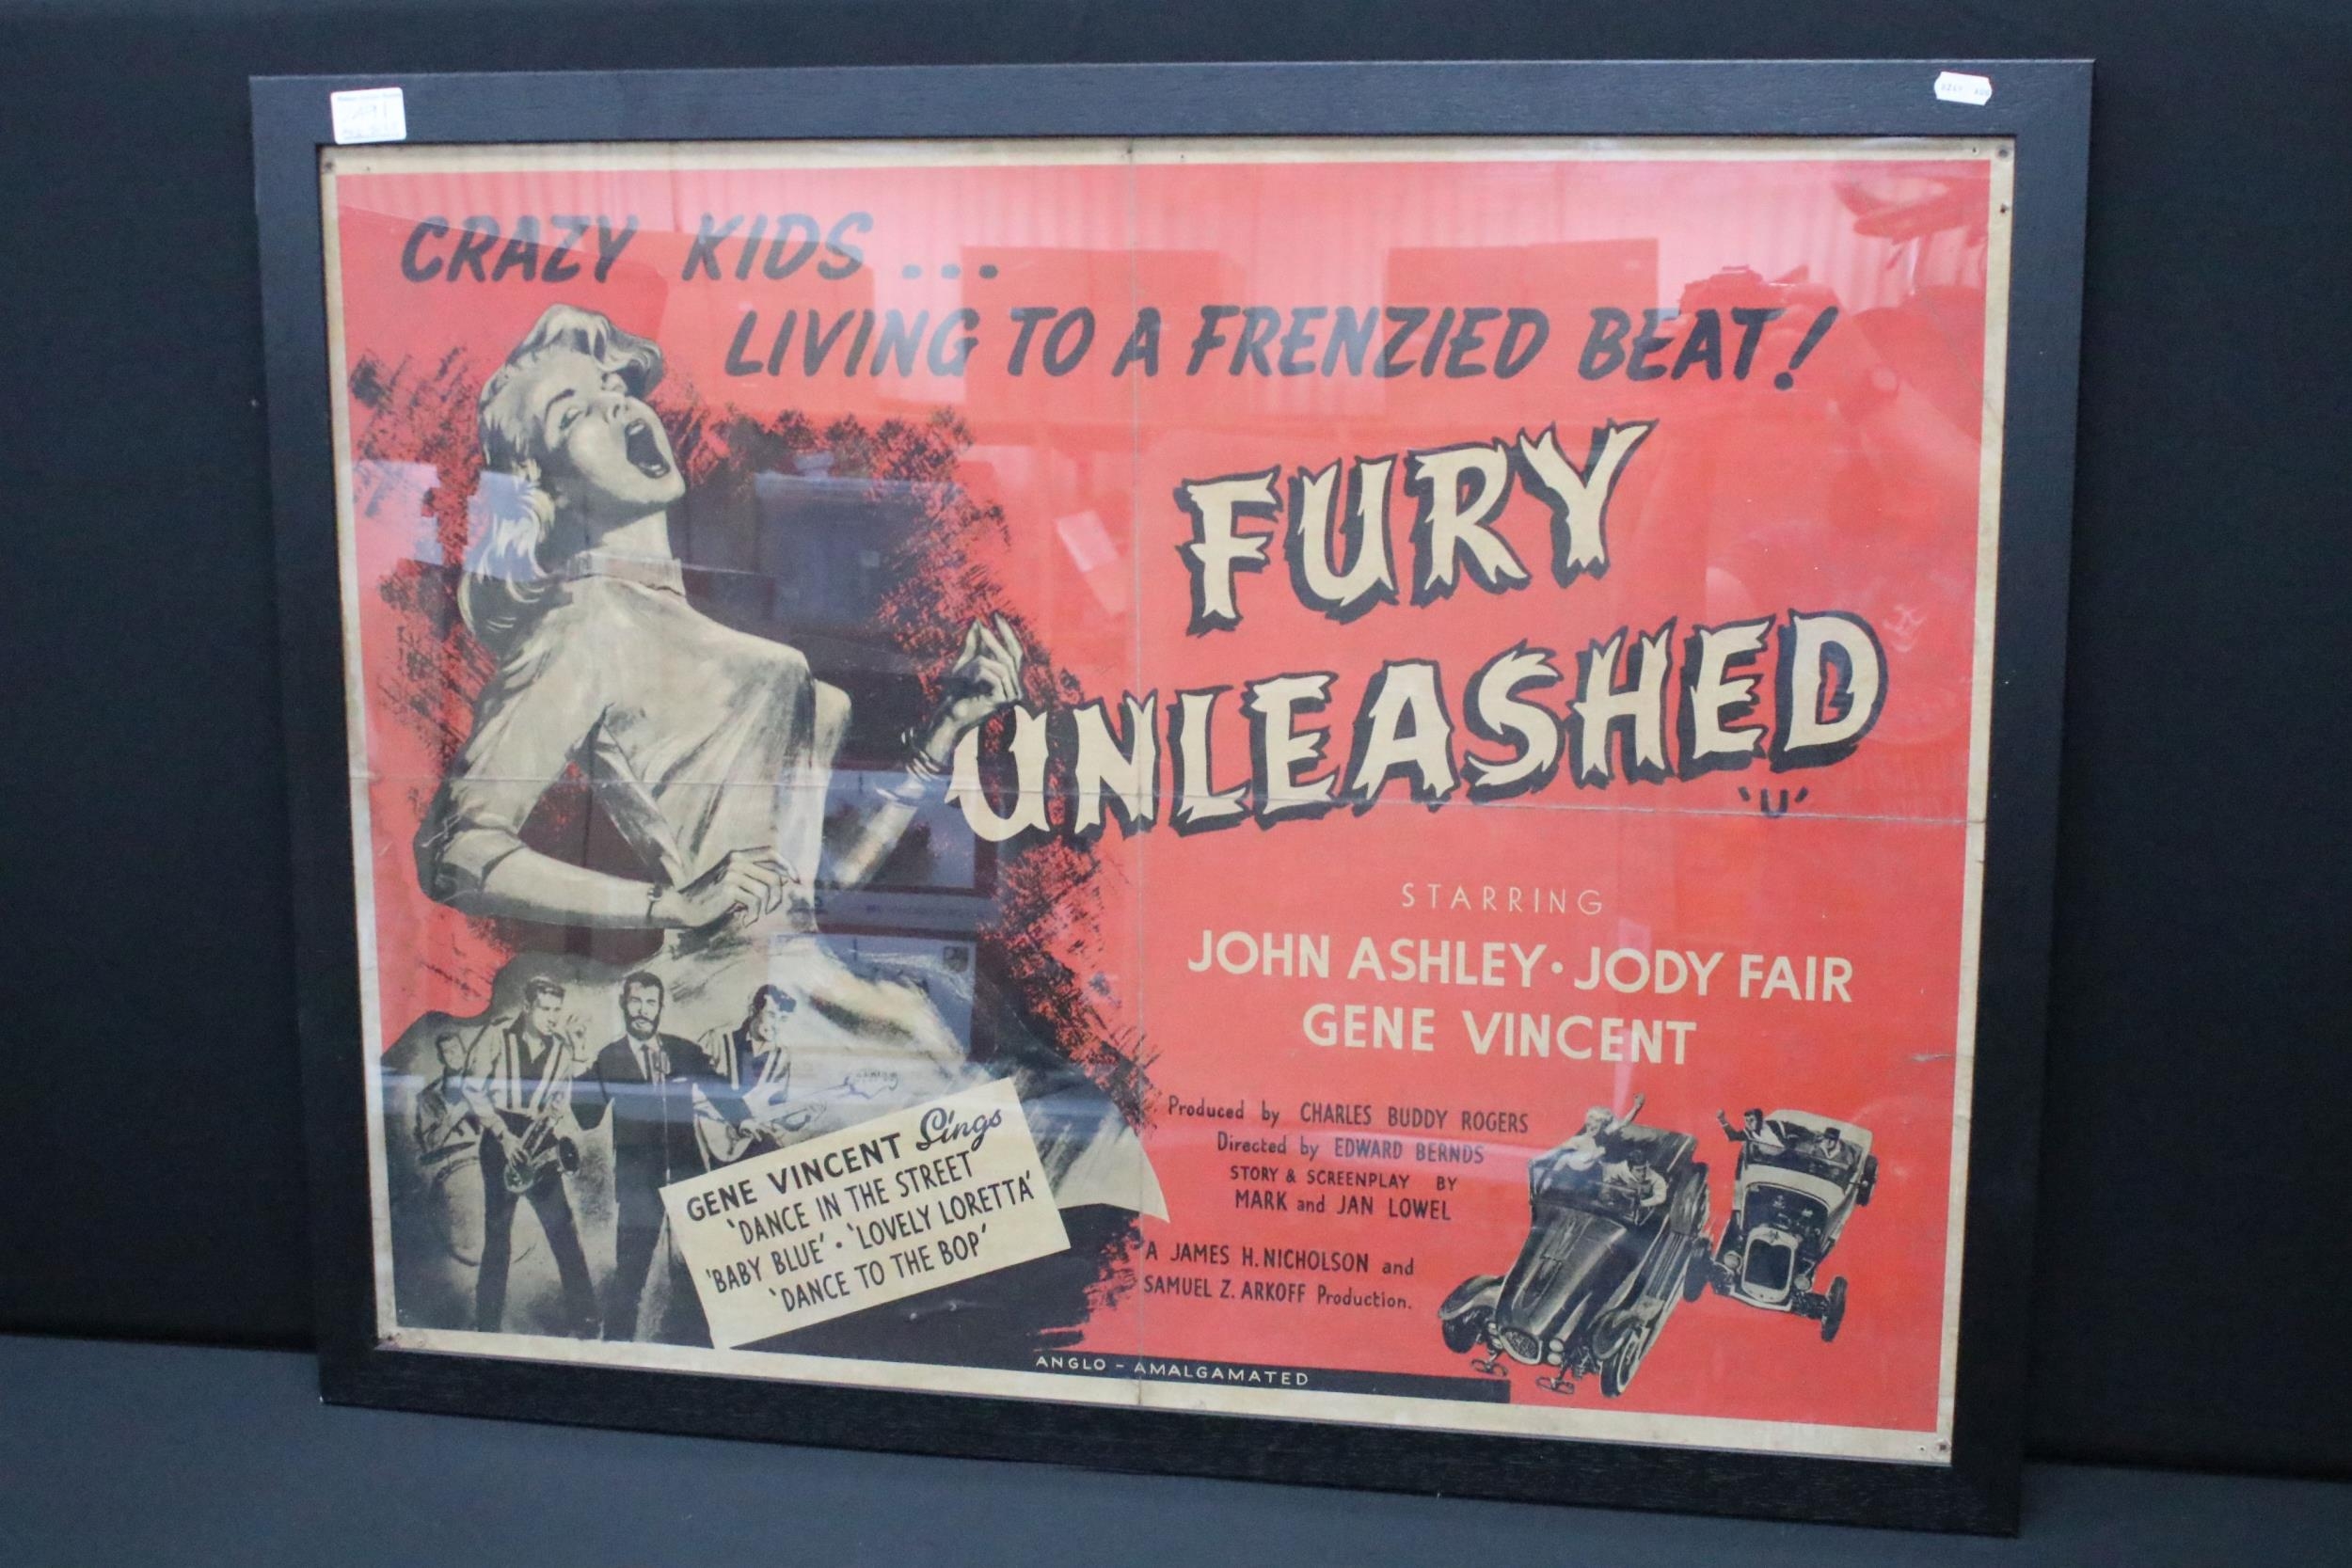 CRAZY KIDS ...
LIVING TO A FRENZIED BEAT!
FURY
UNLEASHED
'U'
STARRING
JOHN ASHLEY · JODY FAIR
GENE VINCENT
Produced by CHARLES BUDDY ROGERS
Directed by EDWARD BERNDS
STORY & SCREENPLAY BY
MARK and JAN LOWEL
A JAMES H. NICHOLSON and
SAMUEL Z. ARKOFF Production.
GENE VINCENT Sings
'DANCE IN THE STREET
'BABY BLUE' · 'LOVELY LORETTA'
'DANCE TO THE BOP'
ANGLO - AMALGAMATED